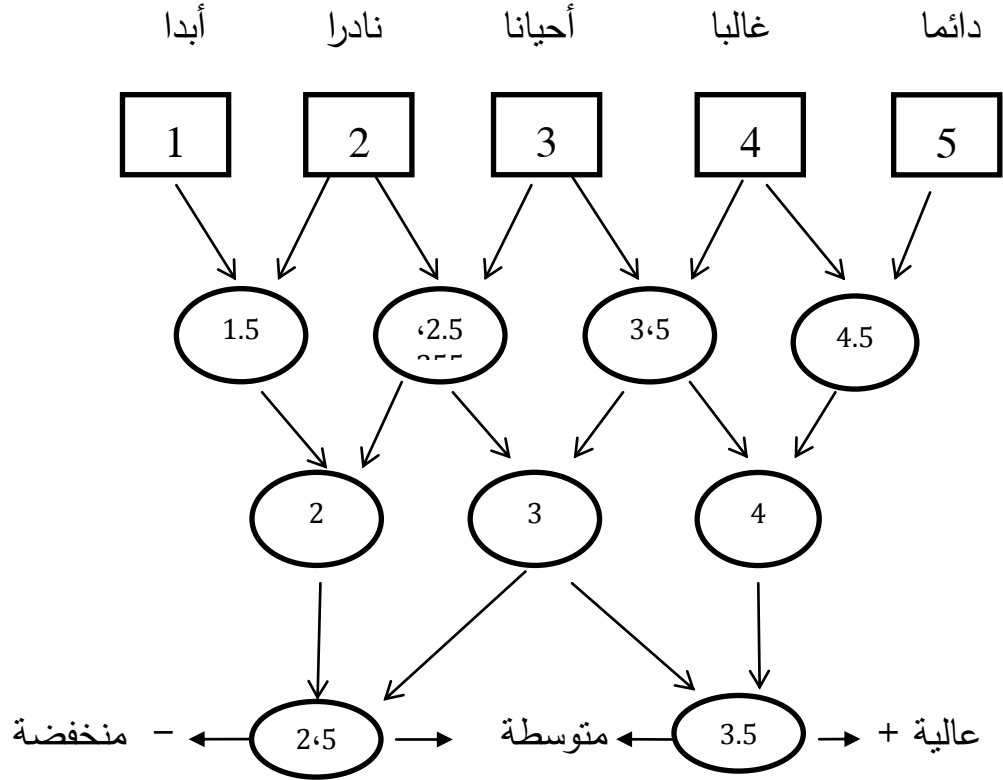 دائما غالبا أحيانا نادرا أبدا
5 4 3 2 1
4.5 3،5 2.5، 1.5
4 3 2
عالية + 3.5 متوسطة 2،5 منخفضة -